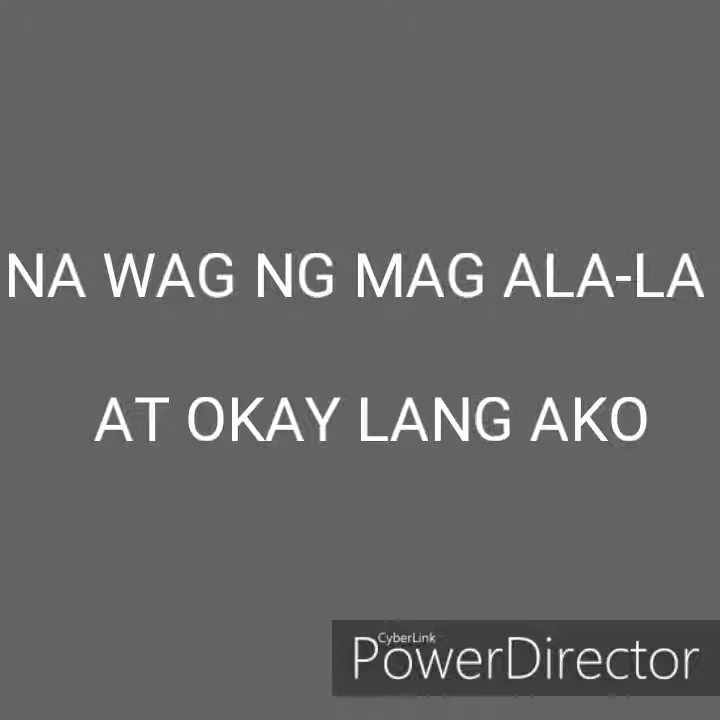 NA WAG NG MAG ALA-LA
AT OKAY LANG AKO
CyberLink
PowerDirector